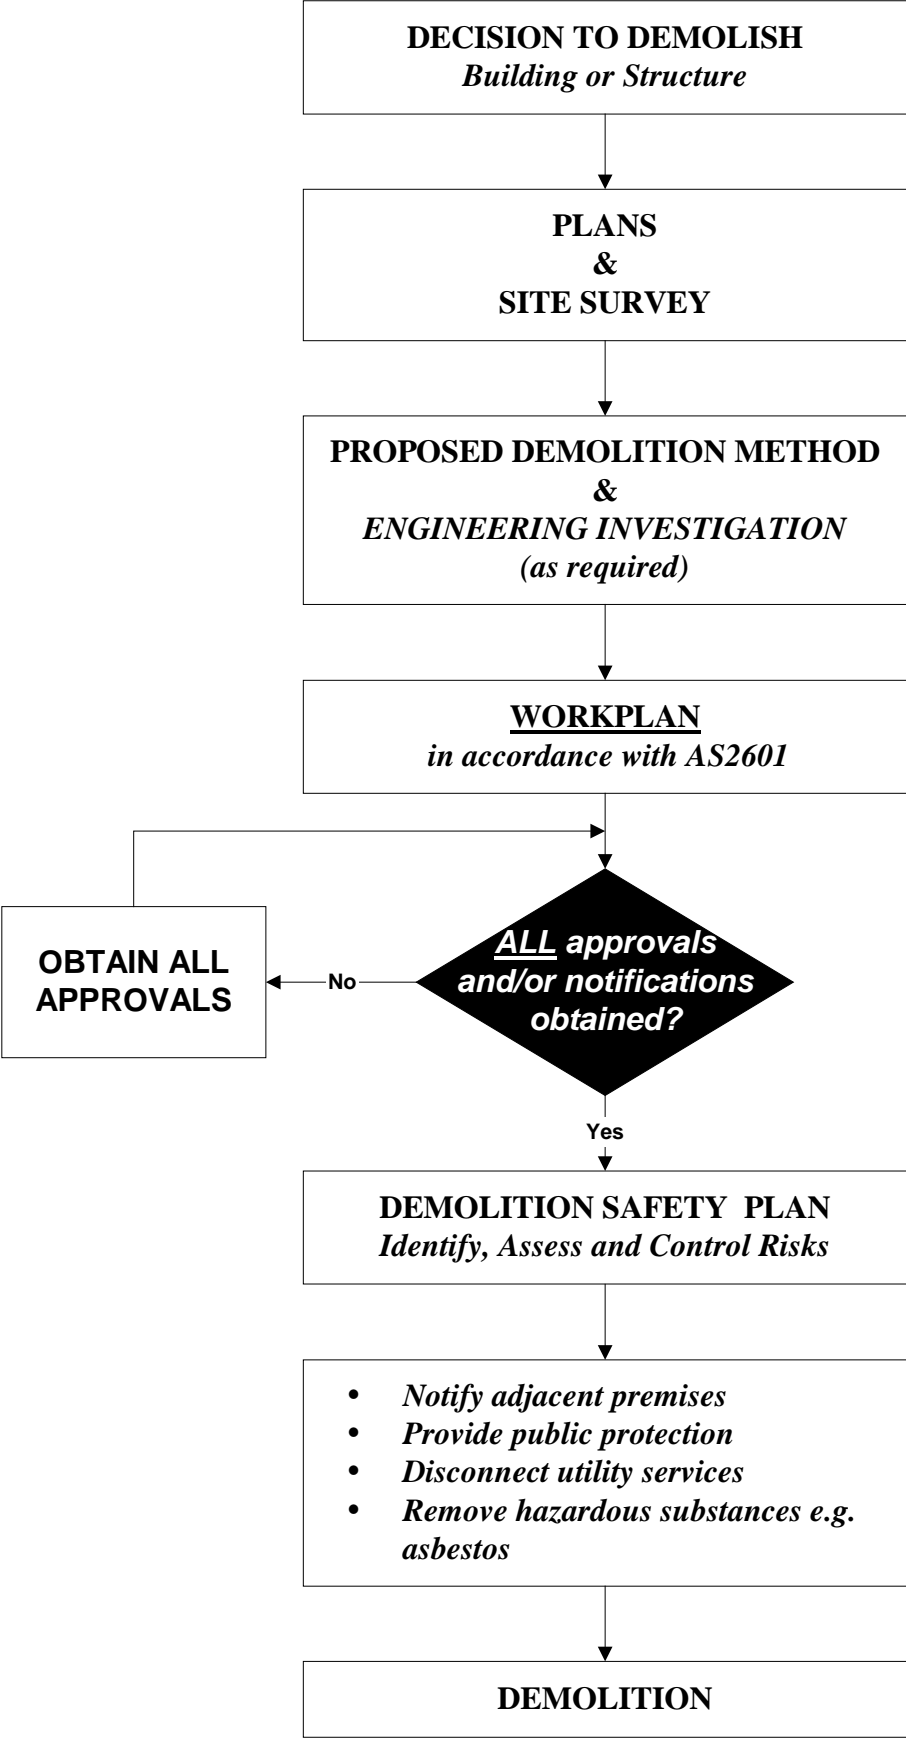 DECISION TO DEMOLISH
Building or Structure
PLANS
&
SITE SURVEY
PROPOSED DEMOLITION METHOD
&
ENGINEERING INVESTIGATION
(as required)
WORKPLAN
in accordance with AS2601
ALL approvals
and/or notifications
obtained?
No
OBTAIN ALL
APPROVALS
Yes
DEMOLITION SAFETY PLAN
Identify, Assess and Control Risks
• Notify adjacent premises
• Provide public protection
• Disconnect utility services
• Remove hazardous substances e.g.
asbestos
DEMOLITION